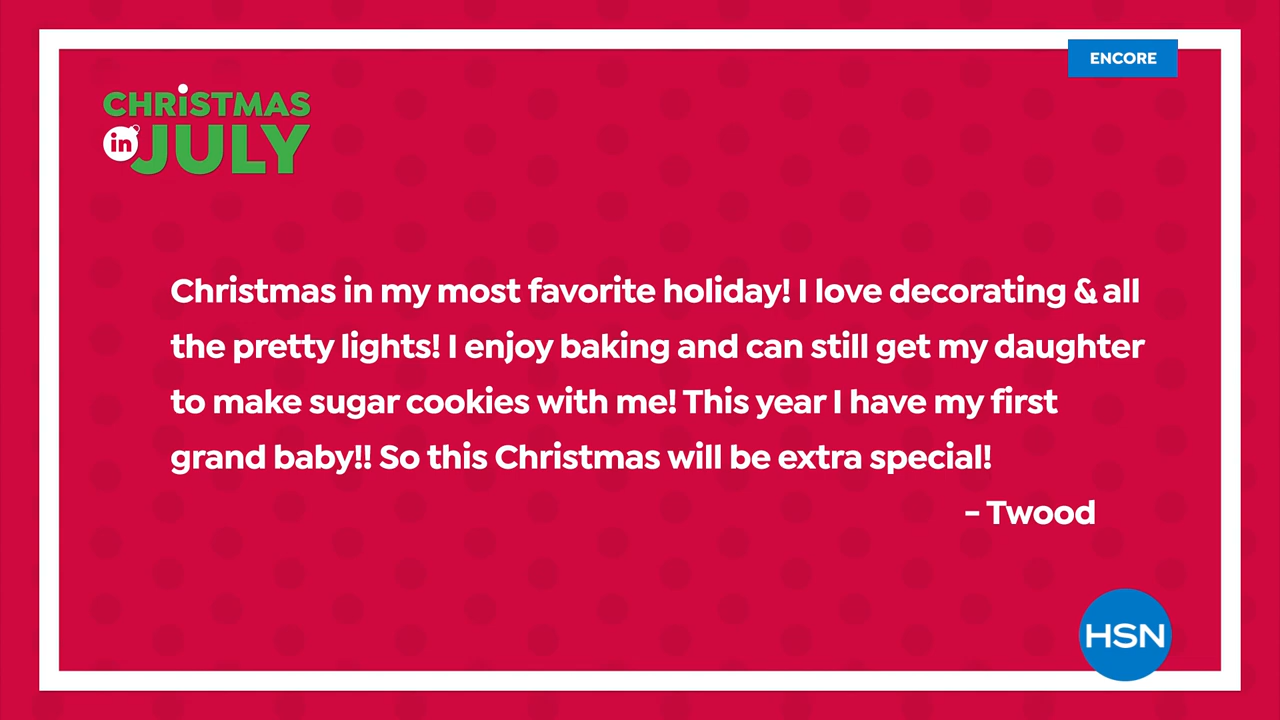 ENCORE
CHRiSTMAS
in JULY
Christmas in my most favorite holiday! I love decorating & all
the pretty lights! I enjoy baking and can still get my daughter
to make sugar cookies with me! This year I have my first
grand baby!! So this Christmas will be extra special!
- Twood
HSN